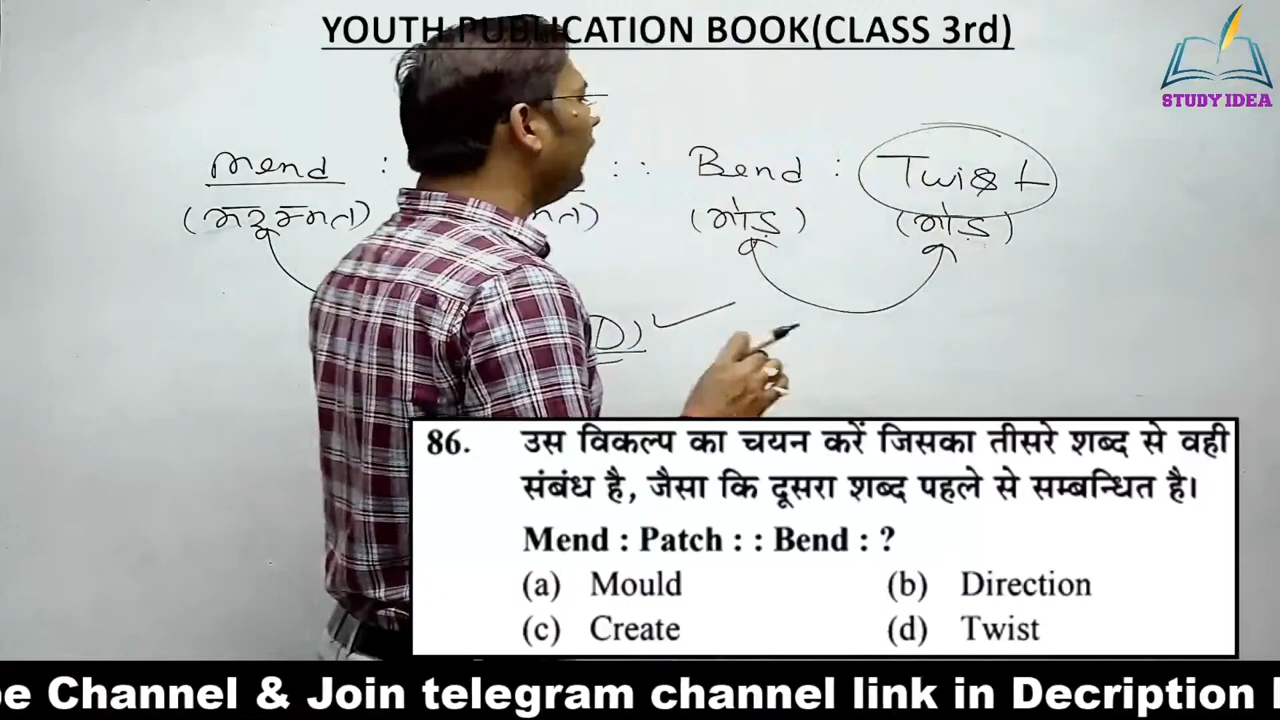 YOUTH PUBLICATION BOOK(CLASS 3rd)
STUDY IDEA
Mend : : : Bend : Twist
(मरम्मत) मत) (मोड़) (मोड़)
D)
86. उस विकल्प का चयन करें जिसका तीसरे शब्द से वही
संबंध है, जैसा कि दूसरा शब्द पहले से सम्बन्धित है।
Mend : Patch : : Bend : ?
(a) Mould (b) Direction
(c) Create (d) Twist
Channel & Join telegram channel link in Decription